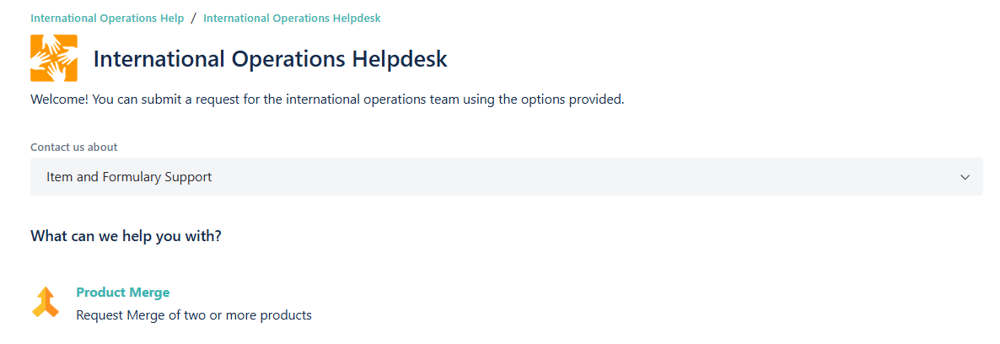 International Operations Help / International Operations Helpdesk
International Operations Helpdesk
Welcome! You can submit a request for the international operations team using the options provided.
Contact us about
Item and Formulary Support
What can we help you with?
Product Merge
Request Merge of two or more products